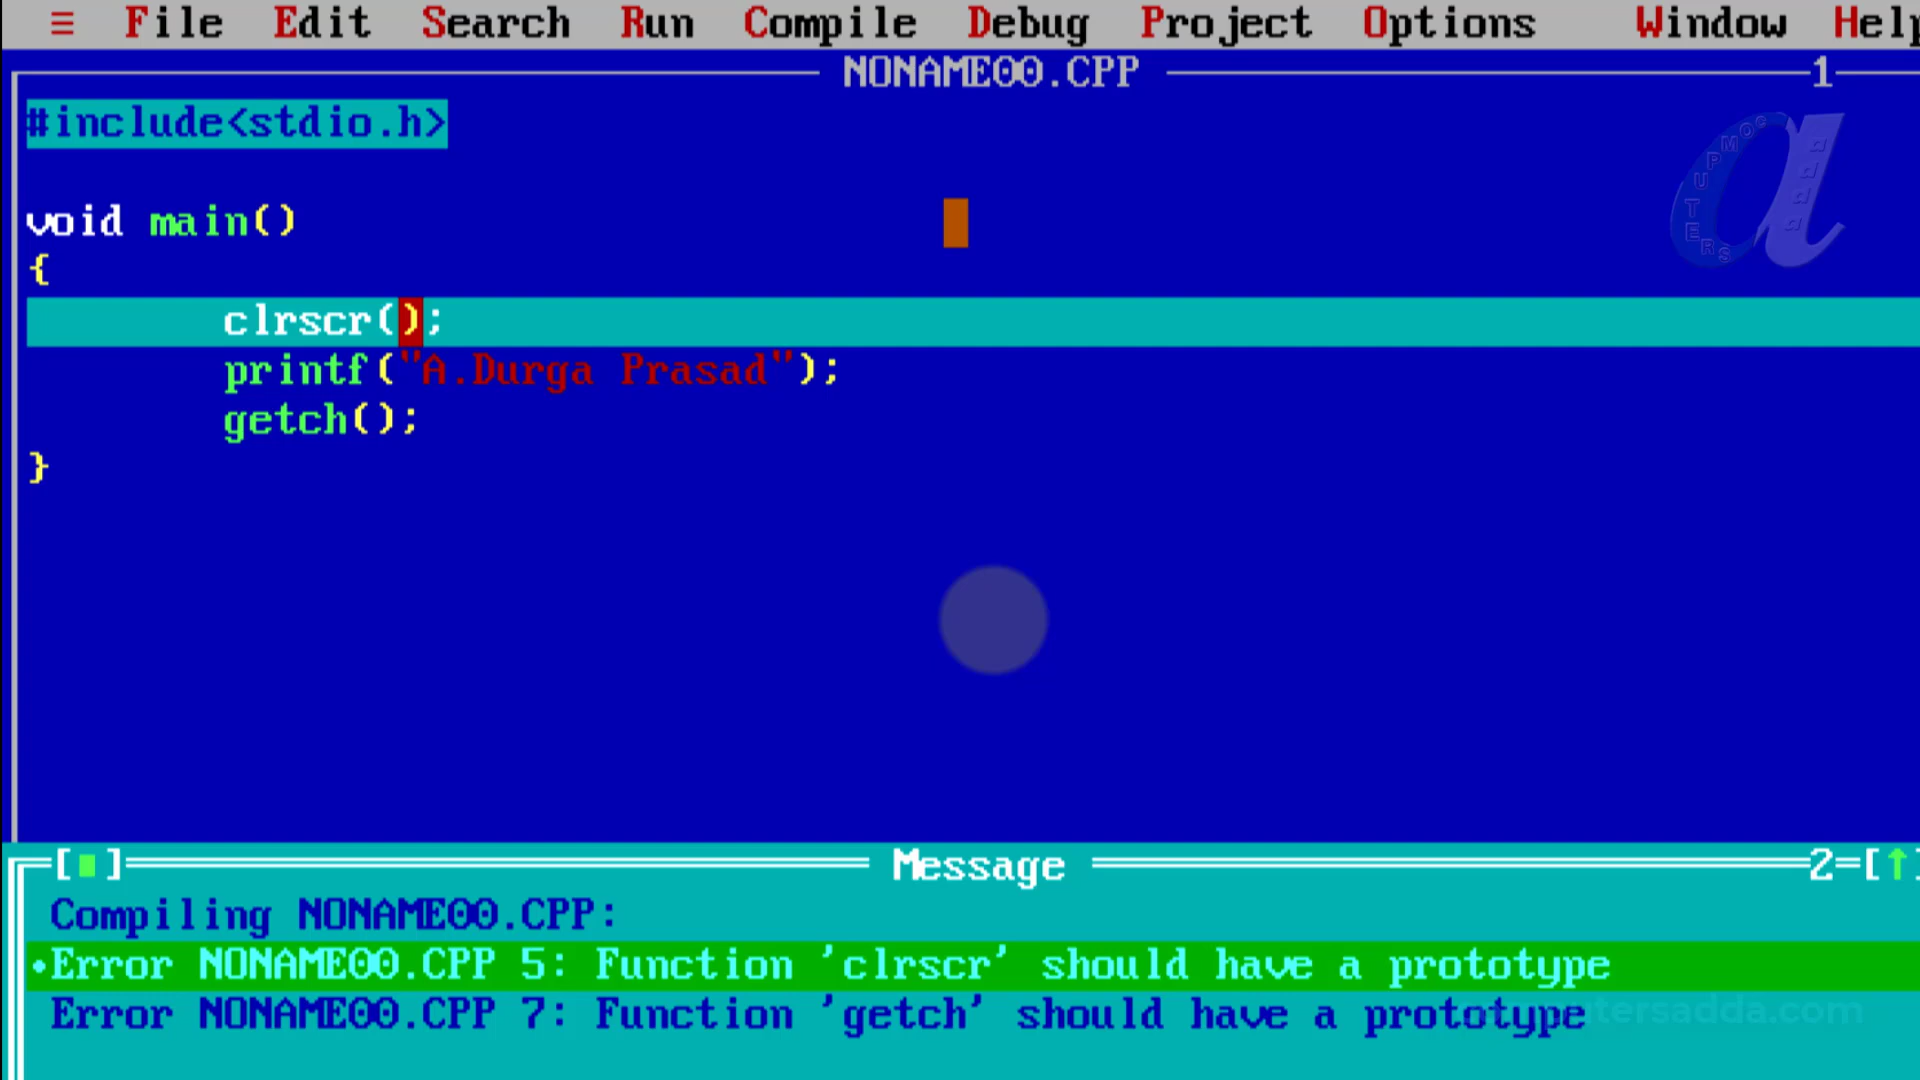 ≡ File Edit Search Run Compile Debug Project Options Window Help
NONAME00.CPP 1
#include<stdio.h>
COMPUTERS adda
void main()
{
clrscr();
printf("A.Durga Prasad");
getch();
}
[■] Message 2=[↑]
Compiling NONAME00.CPP:
•Error NONAME00.CPP 5: Function 'clrscr' should have a prototype
Error NONAME00.CPP 7: Function 'getch' should have a prototype